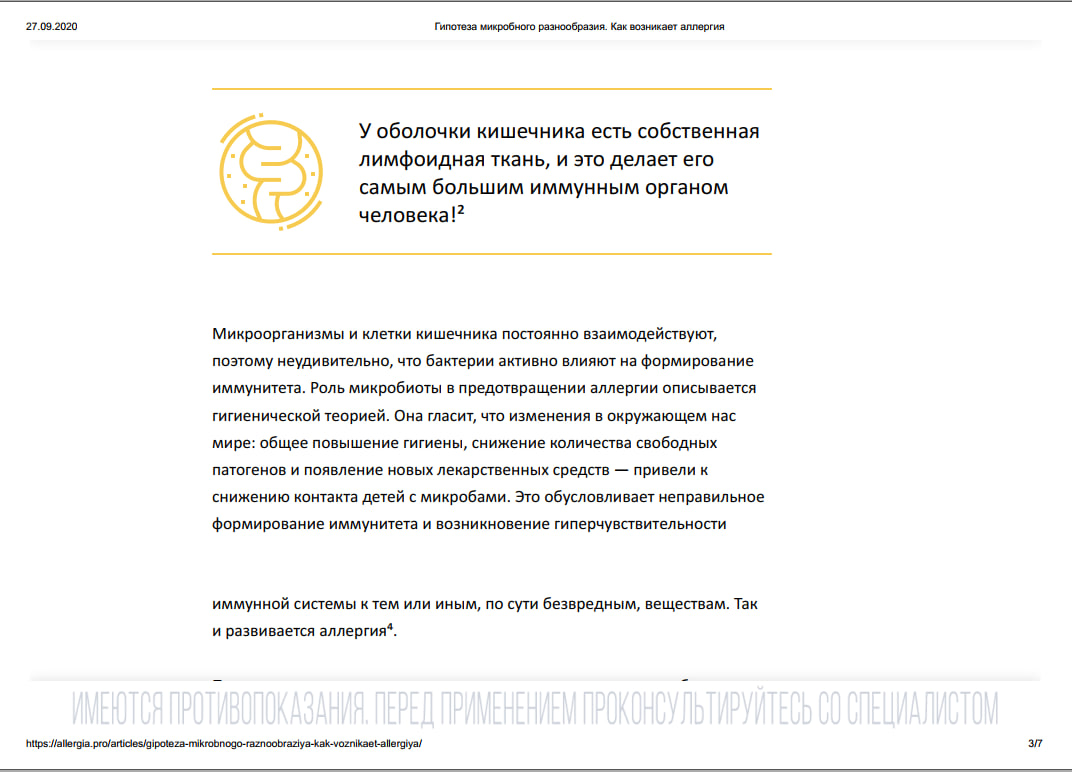 27.09.2020 Гипотеза микробного разнообразия. Как возникает аллергия
У оболочки кишечника есть собственная
лимфоидная ткань, и это делает его
самым большим иммунным органом
человека!²
Микроорганизмы и клетки кишечника постоянно взаимодействуют,
поэтому неудивительно, что бактерии активно влияют на формирование
иммунитета. Роль микробиоты в предотвращении аллергии описывается
гигиенической теорией. Она гласит, что изменения в окружающем нас
мире: общее повышение гигиены, снижение количества свободных
патогенов и появление новых лекарственных средств — привели к
снижению контакта детей с микробами. Это обусловливает неправильное
формирование иммунитета и возникновение гиперчувствительности
иммунной системы к тем или иным, по сути безвредным, веществам. Так
и развивается аллергия⁴.
ИМЕЮТСЯ ПРОТИВОПОКАЗАНИЯ. ПЕРЕД ПРИМЕНЕНИЕМ ПРОКОНСУЛЬТИРУЙТЕСЬ СО СПЕЦИАЛИСТОМ
https://allergia.pro/articles/gipoteza-mikrobnogo-raznoobraziya-kak-voznikaet-allergiya/ 3/7